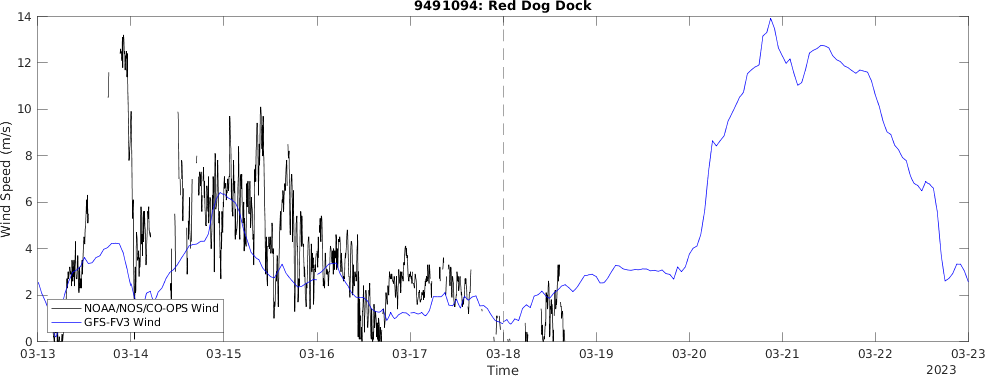 9491094: Red Dog Dock
Wind Speed (m/s)
14
12
10
8
6
4
2
0
NOAA/NOS/CO-OPS Wind
GFS-FV3 Wind
03-13 03-14 03-15 03-16 03-17 03-18 03-19 03-20 03-21 03-22 03-23
Time
2023